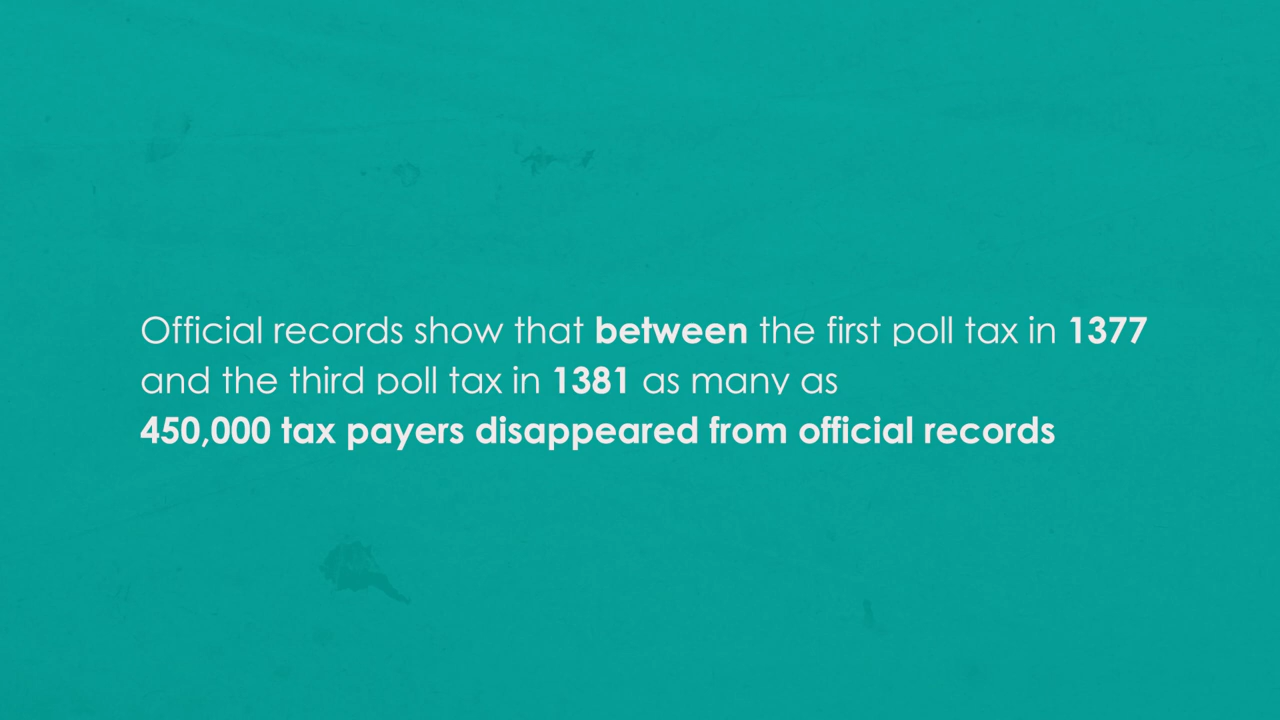 Official records show that between the first poll tax in 1377
and the third poll tax in 1381 as many as
450,000 tax payers disappeared from official records